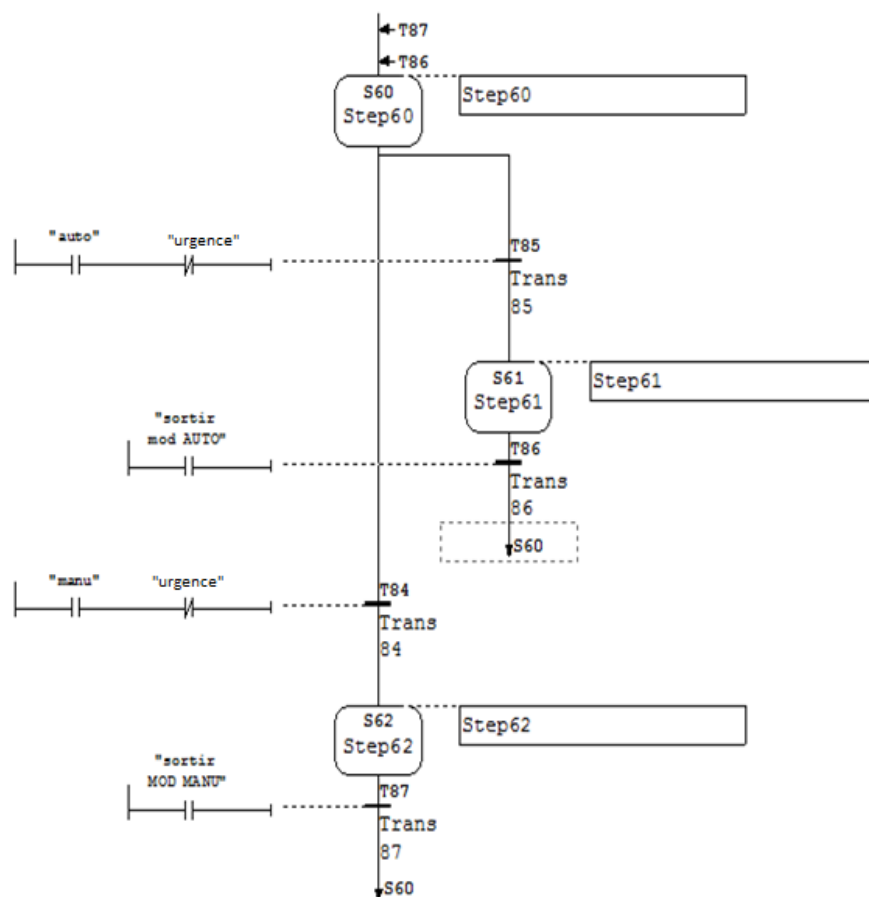 T87
T86
S60
Step60
Step60
"auto"
"urgence"
T85
Trans
85
S61
Step61
Step61
"sortir
mod AUTO"
T86
Trans
86
S60
"manu"
"urgence"
T84
Trans
84
S62
Step62
Step62
"sortir
MOD MANU"
T87
Trans
87
S60